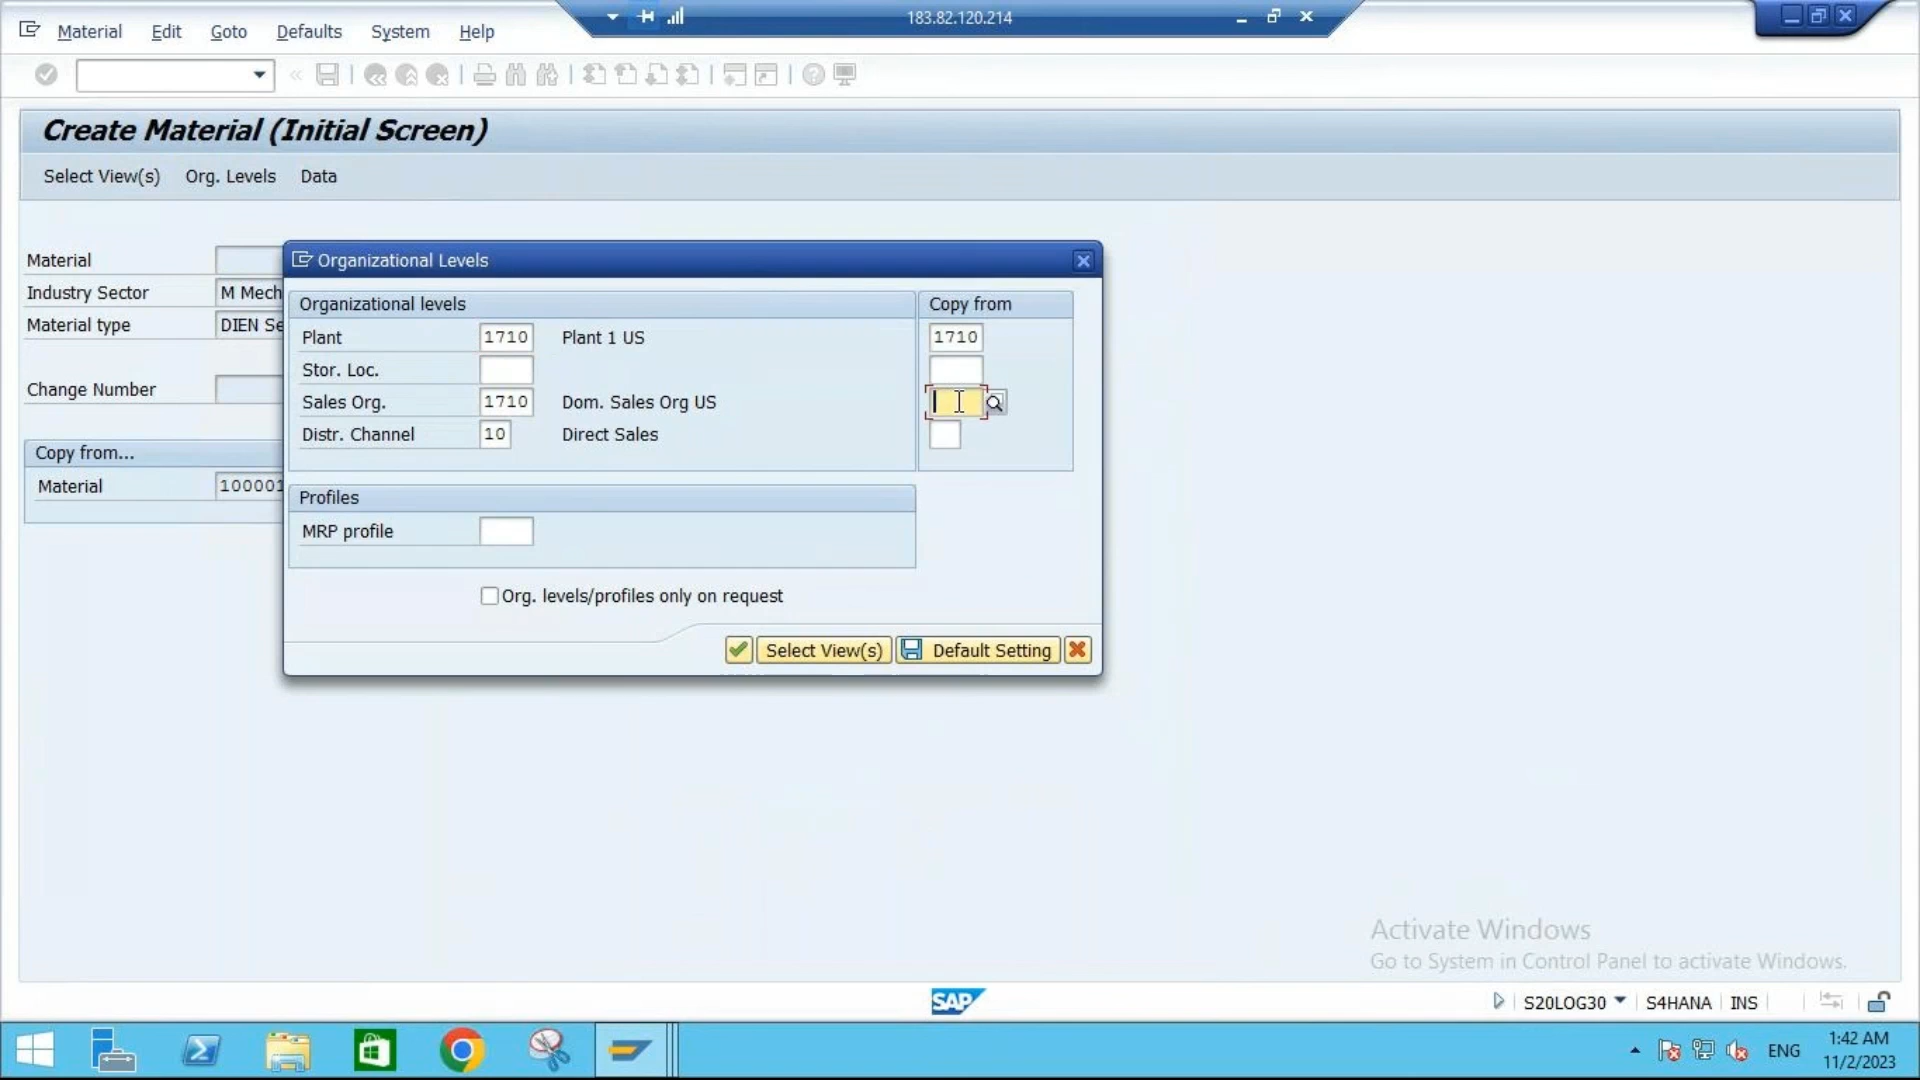 183.82.120.214
Material Edit Goto Defaults System Help
Create Material (Initial Screen)
Select View(s) Org. Levels Data
Material
Industry Sector M Mech
Material type DIEN Se
Change Number
Copy from...
Material 100001
Organizational Levels
Organizational levels Copy from
Plant 1710 Plant 1 US 1710
Stor. Loc.
Sales Org. 1710 Dom. Sales Org US
Distr. Channel 10 Direct Sales
Profiles
MRP profile
Org. levels/profiles only on request
Select View(s) Default Setting
Activate Windows
Go to System in Control Panel to activate Windows.
SAP S20LOG30 S4HANA INS
ENG 1:42 AM
11/2/2023